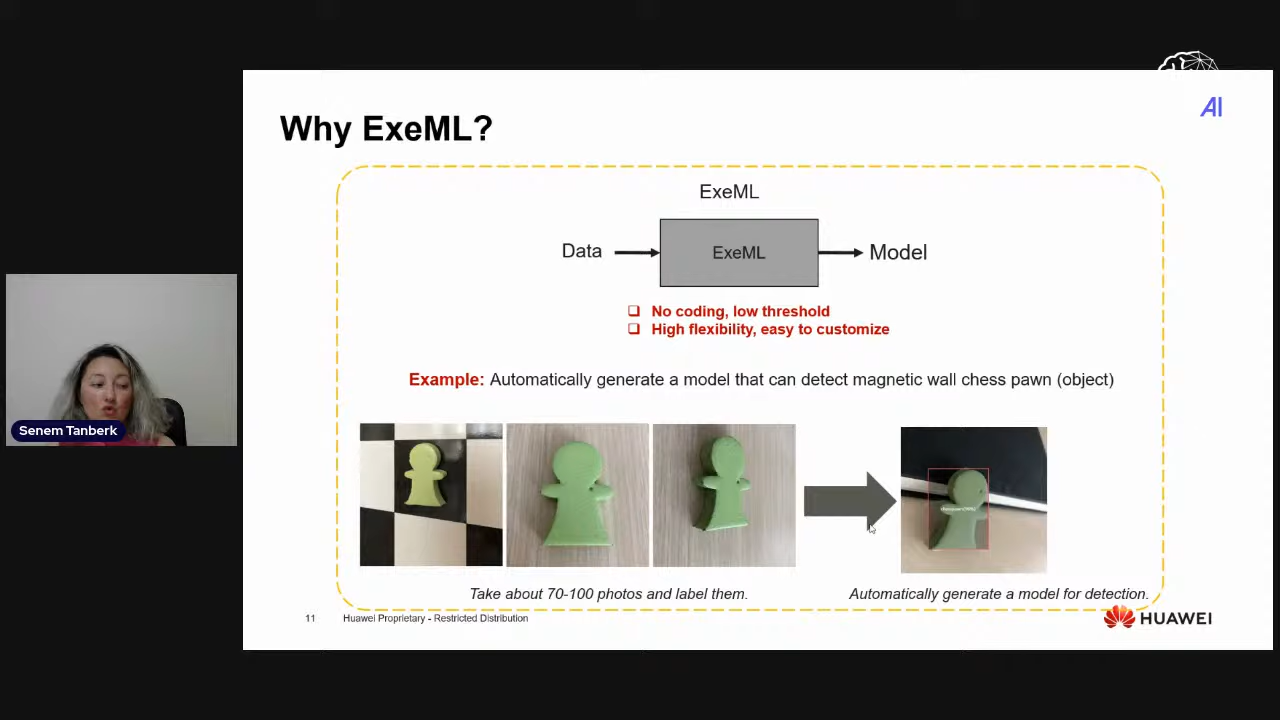 AI
Why ExeML?
ExeML
Data
ExeML
Model
No coding, low threshold
High flexibility, easy to customize
Example: Automatically generate a model that can detect magnetic wall chess pawn (object)
Senem Tanberk
Take about 70-100 photos and label them.
Automatically generate a model for detection.
11
Huawei Proprietary - Restricted Distribution
HUAWEI